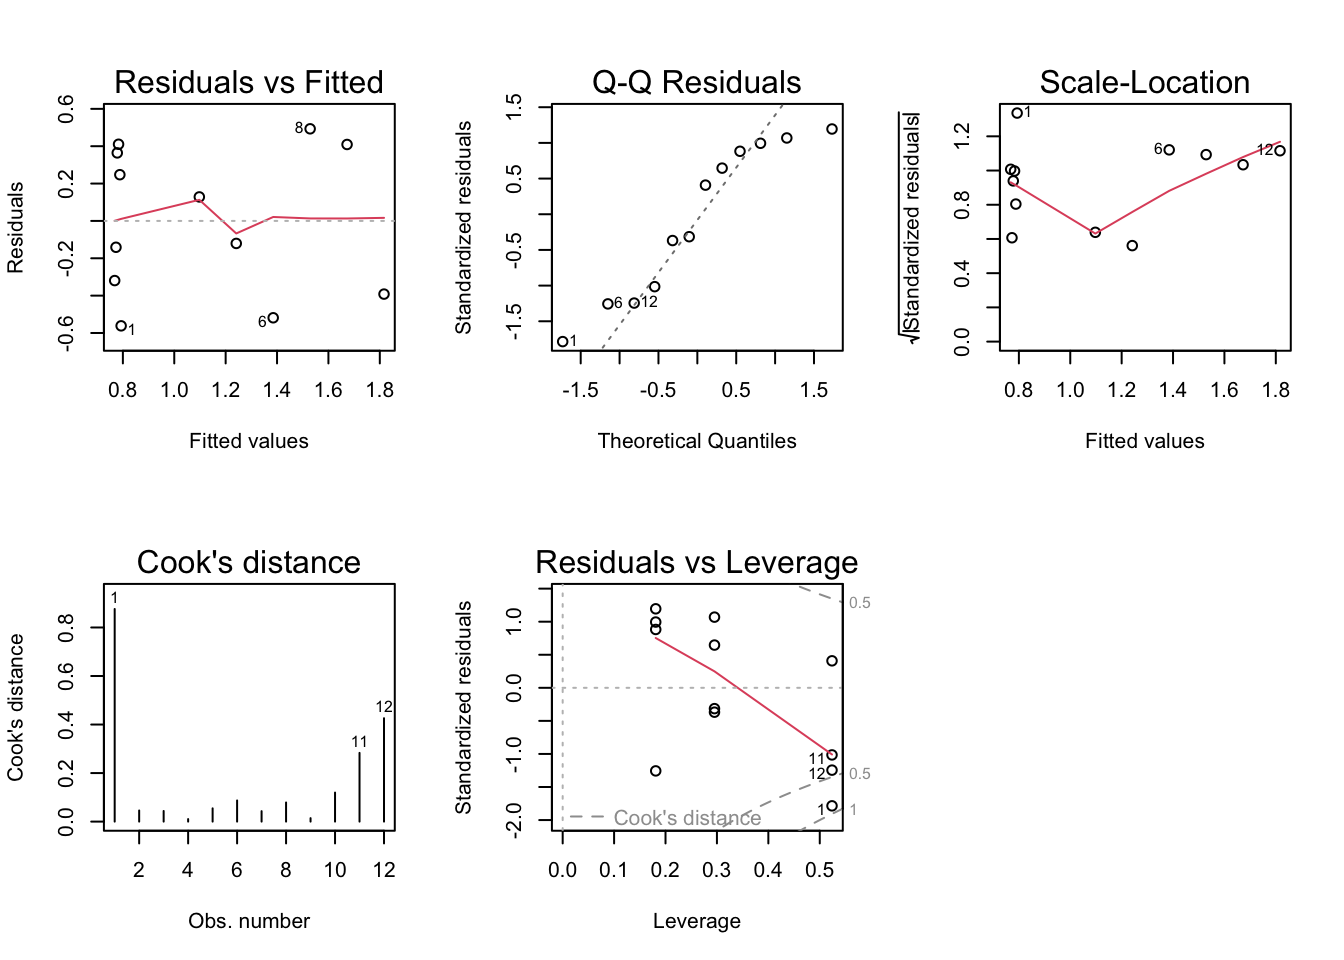 Residuals vs Fitted
Residuals
0.6
0.2
-0.2
-0.6
8
6
1
0.8 1.0 1.2 1.4 1.6 1.8
Fitted values
Q-Q Residuals
Standardized residuals
1.5
0.5
-0.5
-1.5
6
12
1
-1.5 -0.5 0.5 1.5
Theoretical Quantiles
Scale-Location
√|Standardized residuals|
1.2
0.8
0.4
0.0
1
6
12
0.8 1.0 1.2 1.4 1.6 1.8
Fitted values
Cook's distance
Cook's distance
0.8
0.6
0.4
0.2
0.0
1
12
11
2 4 6 8 10 12
Obs. number
Residuals vs Leverage
Standardized residuals
1.0
0.0
-1.0
-2.0
0.5
11
12
0.5
1
1
Cook's distance
0.0 0.1 0.2 0.3 0.4 0.5
Leverage